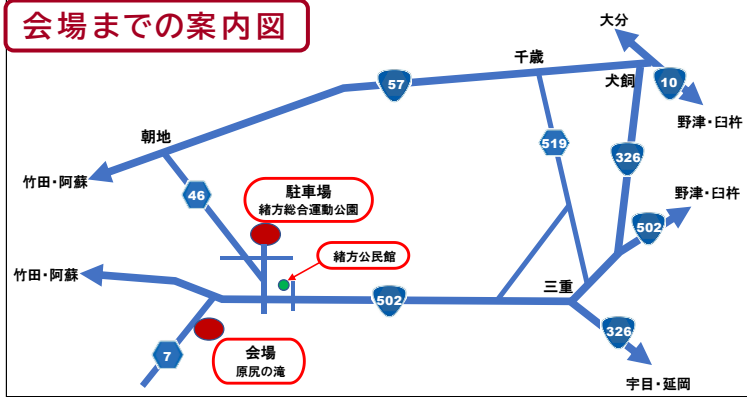 会場までの案内図
大分
千歳
57
犬飼
10
野津・臼杵
朝地
519
326
竹田・阿蘇
46
駐車場
緒方総合運動公園
野津・臼杵
502
緒方公民館
竹田・阿蘇
三重
502
326
7
会場
原尻の滝
宇目・延岡